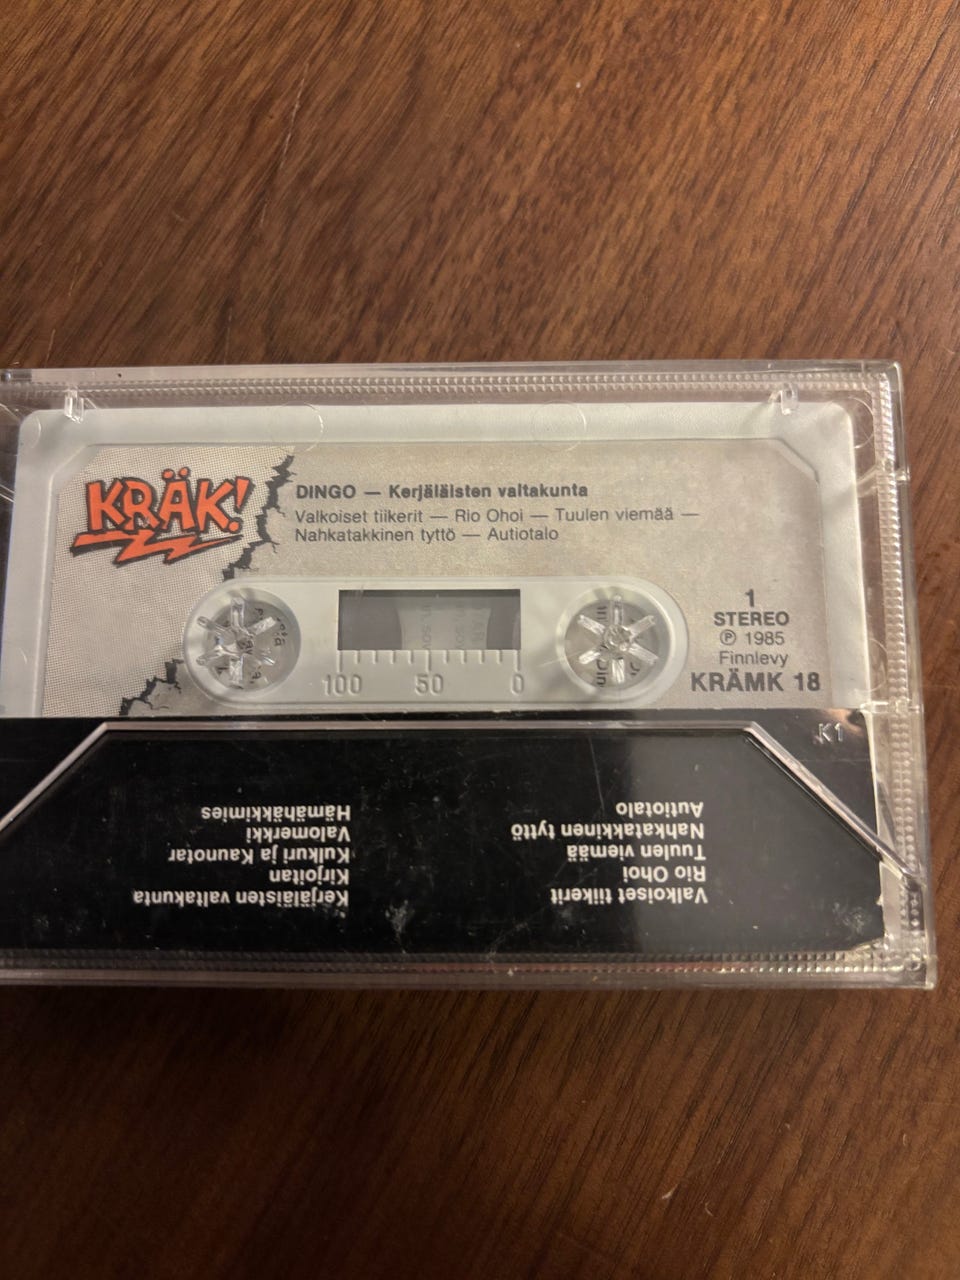 KRÄK!
DINGO — Kerjäläisten valtakunta
Valkoiset tiikerit — Rio Ohoi — Tuulen viemää —
Nahkatakkinen tyttö — Autiotalo
1
STEREO
℗ 1985
Finnlevy
KRÄMK 18
100 50 0
K1
Valkoiset tiikerit
Rio Ohoi
Tuulen viemää
Nahkatakkinen tyttö
Autiotalo
Kerjäläisten valtakunta
Kirjoitan
Kulkuri ja Kaunotar
Valomerkki
Hämähäkkimies